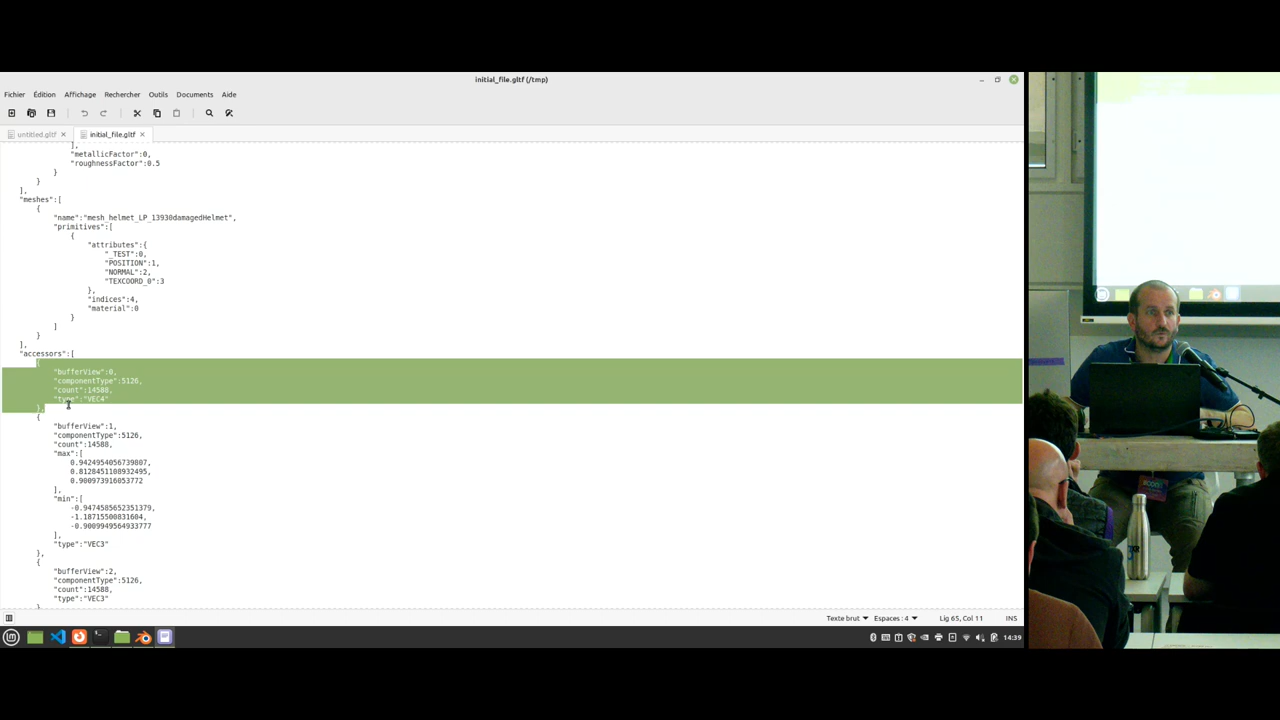 initial_file.gltf (/tmp)
Fichier Édition Affichage Rechercher Outils Documents Aide
untitled.gltf initial_file.gltf
],
"metallicFactor":0,
"roughnessFactor":0.5
}
}
],
"meshes":[
{
"name":"mesh_helmet_LP_13930damagedHelmet",
"primitives":[
{
"attributes":{
"_TEST":0,
"POSITION":1,
"NORMAL":2,
"TEXCOORD_0":3
},
"indices":4,
"material":0
}
]
}
],
"accessors":[
{
"bufferView":0,
"componentType":5126,
"count":14588,
"type":"VEC4"
},
{
"bufferView":1,
"componentType":5126,
"count":14588,
"max":[
0.9424954056739807,
0.8128451108932495,
0.900973916053772
],
"min":[
-0.9474585652351379,
-1.18715500831604,
-0.9009949564933777
],
"type":"VEC3"
},
{
"bufferView":2,
"componentType":5126,
"count":14588,
"type":"VEC3"
}
Texte brut Espaces : 4 Lig 65, Col 11 INS
14:39